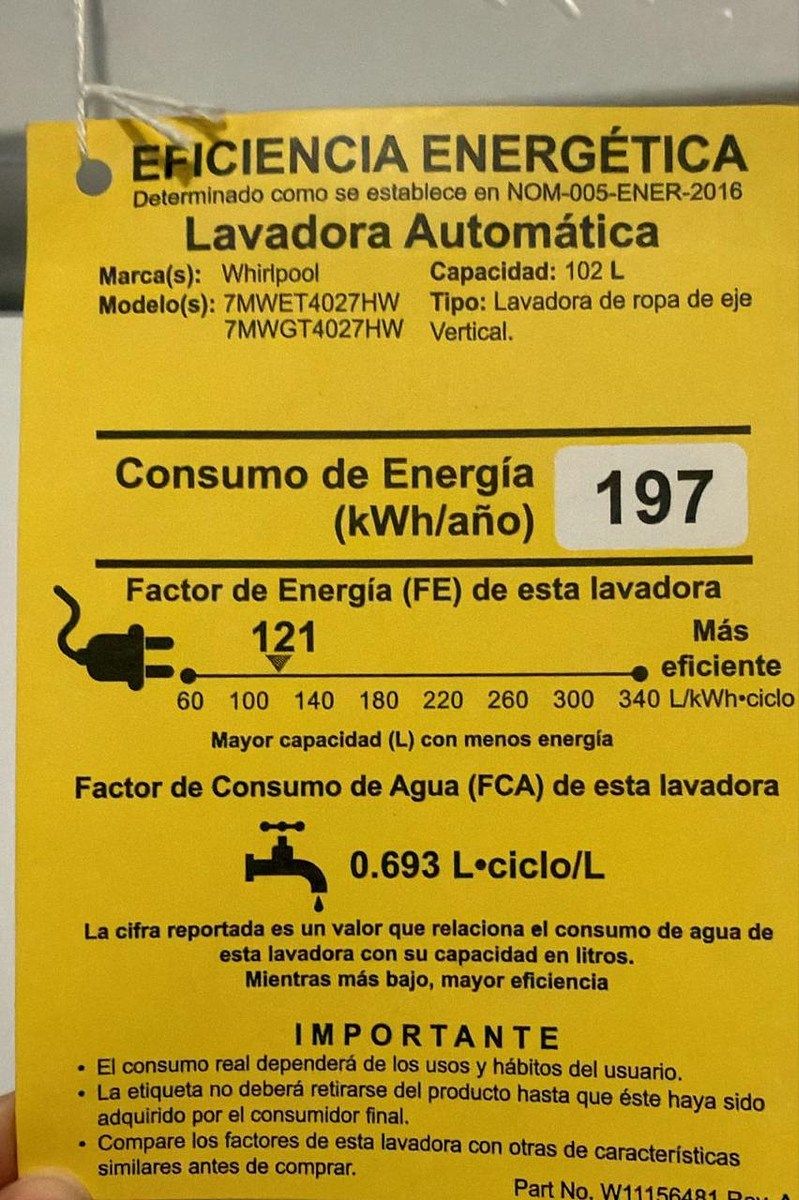 EFICIENCIA ENERGÉTICA
Determinado como se establece en NOM-005-ENER-2016
Lavadora Automática
Marca(s): Whirlpool
Capacidad: 102 L
Modelo(s): 7MWET4027HW
7MWGT4027HW
Tipo: Lavadora de ropa de eje
Vertical.
Consumo de Energía
(kWh/año)
197
Factor de Energía (FE) de esta lavadora
121
Más
eficiente
60 100 140 180 220 260 300 340 L/kWh•ciclo
Mayor capacidad (L) con menos energía
Factor de Consumo de Agua (FCA) de esta lavadora
0.693 L•ciclo/L
La cifra reportada es un valor que relaciona el consumo de agua de
esta lavadora con su capacidad en litros.
Mientras más bajo, mayor eficiencia
IMPORTANTE
• El consumo real dependerá de los usos y hábitos del usuario.
• La etiqueta no deberá retirarse del producto hasta que éste haya sido
adquirido por el consumidor final.
• Compare los factores de esta lavadora con otras de características
similares antes de comprar.
Part No. W11156481 Rev. A